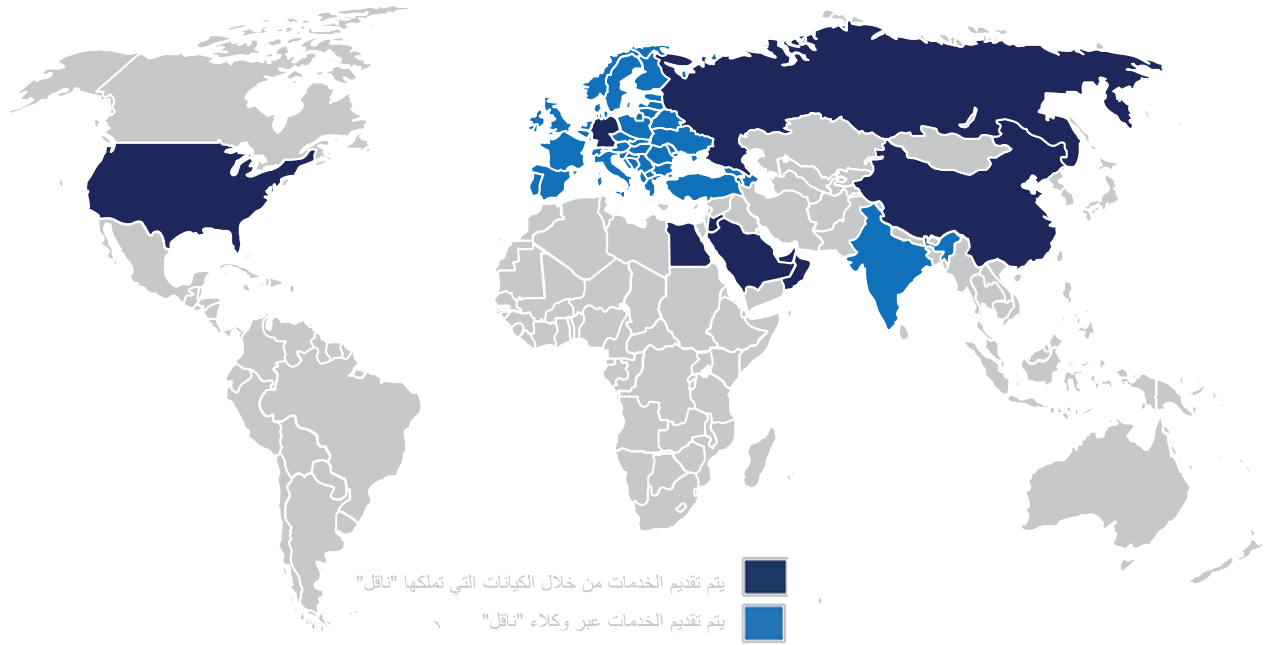 يتم تقديم الخدمات من خلال الكيانات التي تملكها "ناقل"
يتم تقديم الخدمات عبر وكلاء "ناقل"